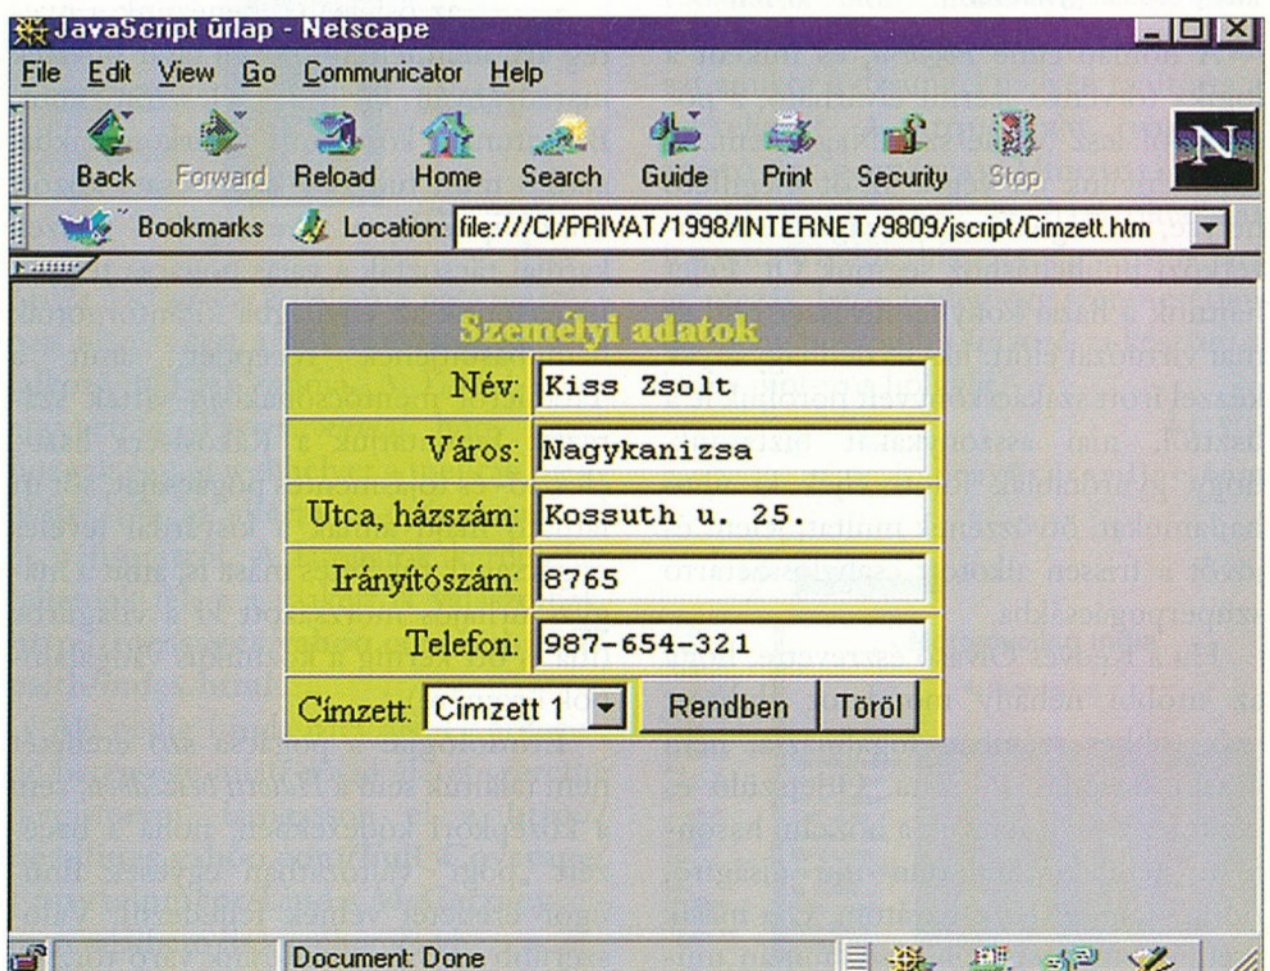 JavaScript űrlap - Netscape
File Edit View Go Communicator Help
Back Forward Reload Home Search Guide Print Security Stop
N
Bookmarks Location: file:///C|/PRIVAT/1998/INTERNET/9809/jscript/Cimzett.htm
Személyi adatok
Név: Kiss Zsolt
Város: Nagykanizsa
Utca, házszám: Kossuth u. 25.
Irányítószám: 8765
Telefon: 987-654-321
Címzett: Címzett 1 Rendben Töröl
Document: Done